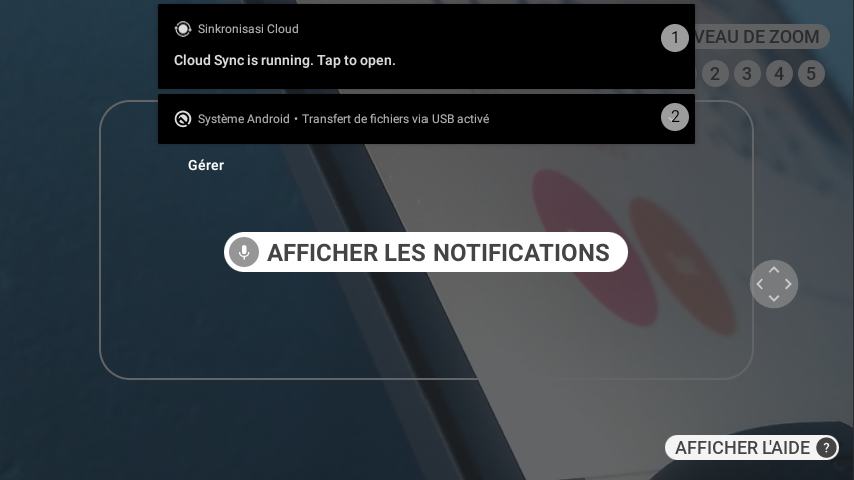 Sinkronisasi Cloud
1
VEAU DE ZOOM
Cloud Sync is running. Tap to open.
2 3 4 5
Système Android • Transfert de fichiers via USB activé
2
Gérer
AFFICHER LES NOTIFICATIONS
AFFICHER L'AIDE ?